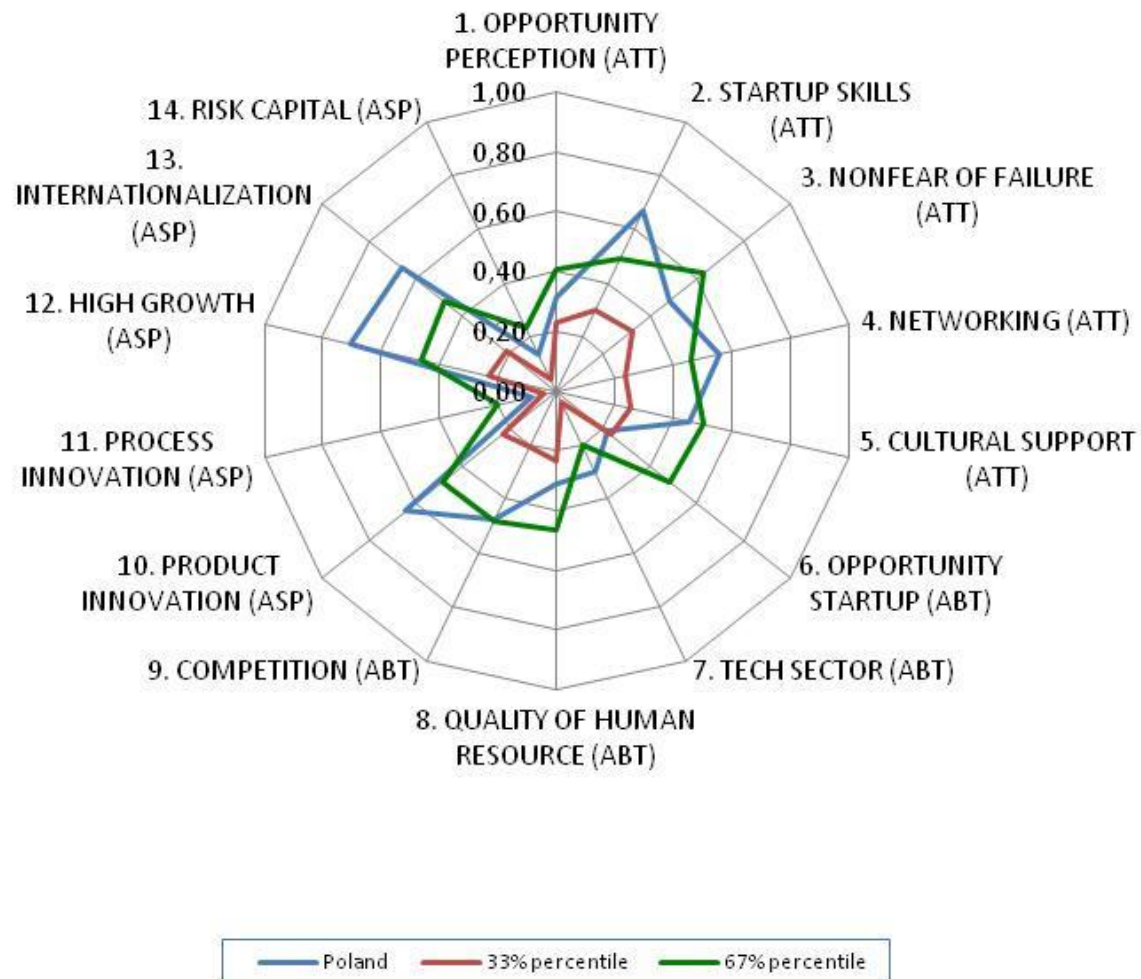 1. OPPORTUNITY
PERCEPTION (ATT)
1,00
0,80
0,60
0,40
0,20
0,00
2. STARTUP SKILLS
(ATT)
3. NONFEAR OF FAILURE
(ATT)
4. NETWORKING (ATT)
5. CULTURAL SUPPORT
(ATT)
6. OPPORTUNITY
STARTUP (ABT)
7. TECH SECTOR (ABT)
8. QUALITY OF HUMAN
RESOURCE (ABT)
9. COMPETITION (ABT)
10. PRODUCT
INNOVATION (ASP)
11. PROCESS
INNOVATION (ASP)
12. HIGH GROWTH
(ASP)
13.
INTERNATIONALIZATION
(ASP)
14. RISK CAPITAL (ASP)
Poland
33% percentile
67% percentile